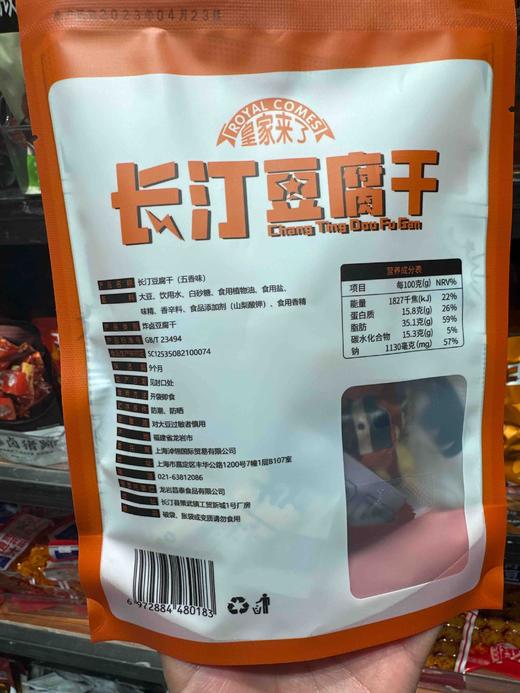 2023年04月23日
ROYAL COMES
皇家来了
长汀豆腐干
Chang Ting Dou Fu Gan
长汀豆腐干（五香味）
大豆、饮用水、白砂糖、食用植物油、食用盐、
味精、香辛料、食品添加剂（山梨酸钾）、食用香精
炸卤豆腐干
GB/T 23494
SC12535082100074
9个月
见封口处
开袋即食
防潮、防晒
对大豆过敏者慎用
福建省龙岩市
上海淖锦国际贸易有限公司
上海市嘉定区丰华公路1200号7幢1层B107室
021-63812086
龙岩昌泰食品有限公司
长汀县策武镇工贸新城1号厂房
破袋、胀袋或变质请勿食用
营养成分表
项目 每100克(g) NRV%
能量 1827千焦(kJ) 22%
蛋白质 15.8克(g) 26%
脂肪 35.1克(g) 59%
碳水化合物 15.3克(g) 5%
钠 1130毫克(mg) 57%
6 972884 480183